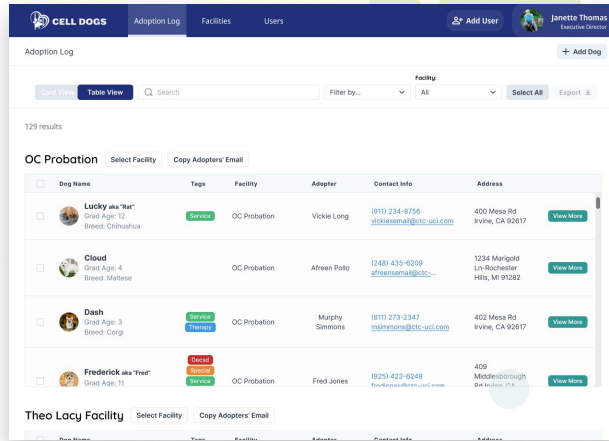 CELL DOGS
Adoption Log
Facilities
Users
Add User
Janette Thomas
Executive Director
Adoption Log
+ Add Dog
Facility:
Card View
Table View
Search
Filter by...
All
Select All
Export
129 results
OC Probation
Select Facility
Copy Adopters' Email
Dog Name
Tags
Facility
Adopter
Contact Info
Address
Lucky aka "Rat"
Grad Age: 12
Breed: Chihuahua
Service
OC Probation
Vickie Long
(911) 234-8756
vickiesemail@ctc-uci.com
400 Mesa Rd
Irvine, CA 92617
View More
Cloud
Grad Age: 4
Breed: Maltese
OC Probation
Afreen Pollo
(248) 435-6209
afreensemail@ctc-...
1234 Marigold
Ln-Rochester
Hills, MI 91282
View More
Dash
Grad Age: 3
Breed: Corgi
Service
Therapy
OC Probation
Murphy
Simmons
(811) 273-2347
msimmons@ctc-uci.com
402 Mesa Rd
Irvine, CA 92617
View More
Frederick aka "Fred"
Grad Age: 11
Decsd
Special
Service
OC Probation
Fred Jones
(925) 423-6249
fredjones@ctc-uci.com
409
Middlesborough
Rd Irvine, CA
View More
Theo Lacy Facility
Select Facility
Copy Adopters' Email
Dog Name
Tags
Facility
Adopter
Contact Info
Address